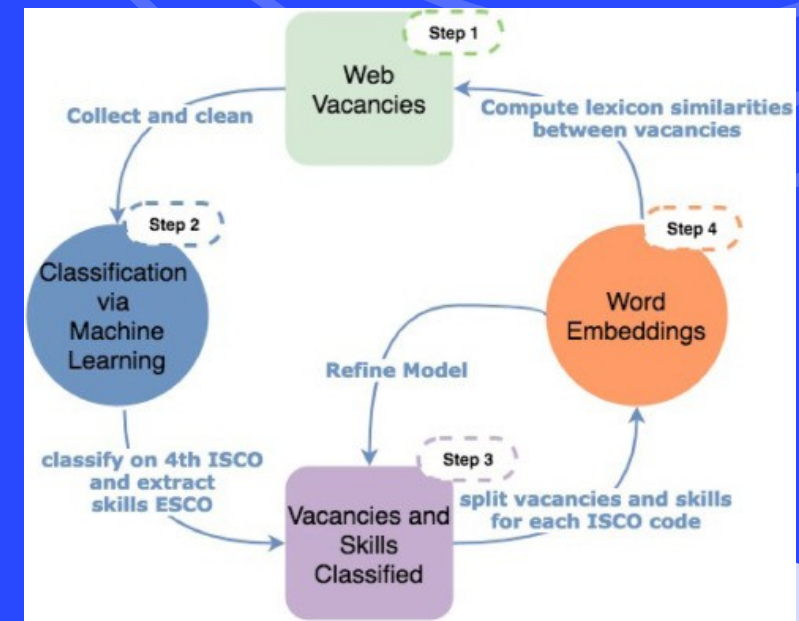 Step 1
Web
Vacancies
Collect and clean
Compute lexicon similarities
between vacancies
Step 2
Classification
via
Machine
Learning
Step 4
Word
Embeddings
Refine Model
classify on 4th ISCO
and extract
skills ESCO
Step 3
Vacancies and
Skills
Classified
split vacancies and skills
for each ISCO code